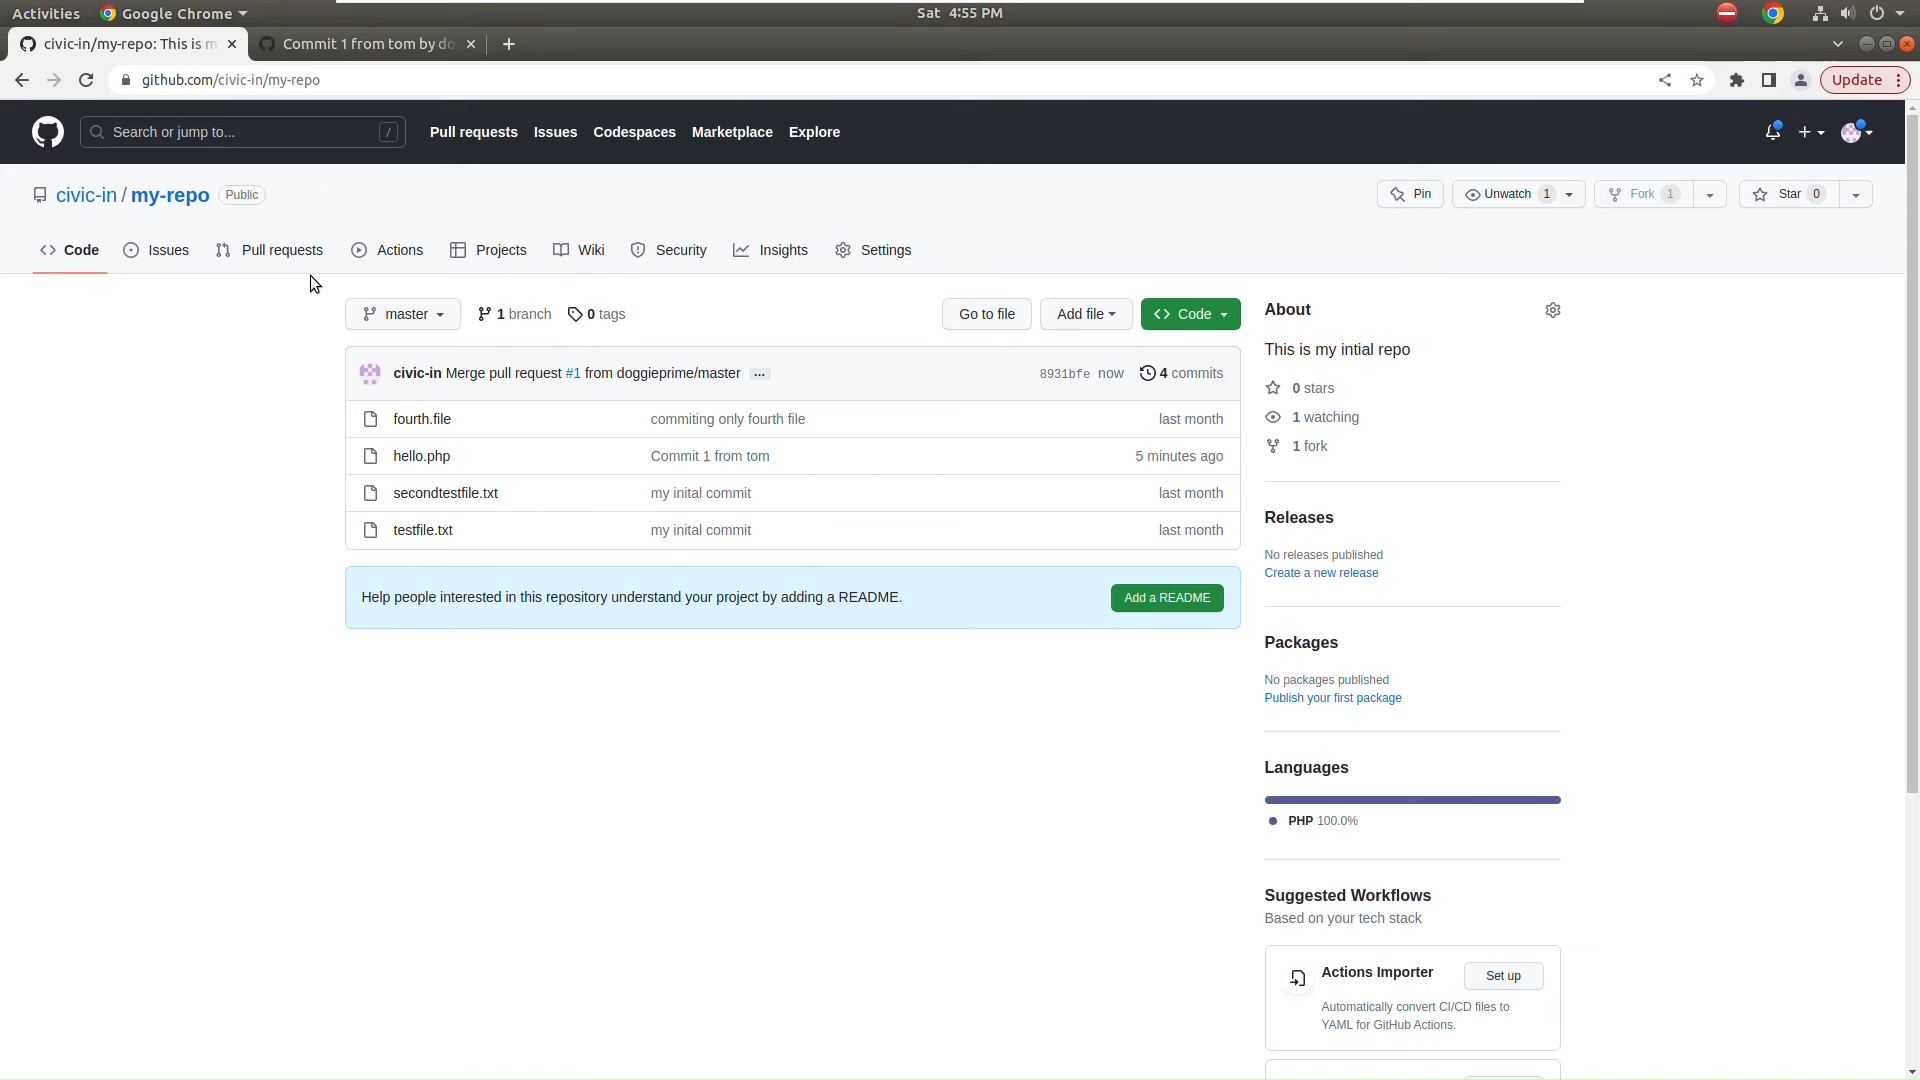 Activities Google Chrome Sat 4:55 PM
civic-in/my-repo: This is m Commit 1 from tom by do
github.com/civic-in/my-repo Update
Search or jump to... / Pull requests Issues Codespaces Marketplace Explore
civic-in / my-repo Public Pin Unwatch 1 Fork 1 Star 0
Code Issues Pull requests Actions Projects Wiki Security Insights Settings
master 1 branch 0 tags Go to file Add file Code
civic-in Merge pull request #1 from doggieprime/master ... 8931bfe now 4 commits
fourth.file commiting only fourth file last month
hello.php Commit 1 from tom 5 minutes ago
secondtestfile.txt my inital commit last month
testfile.txt my inital commit last month
Help people interested in this repository understand your project by adding a README. Add a README
About
This is my intial repo
0 stars
1 watching
1 fork
Releases
No releases published
Create a new release
Packages
No packages published
Publish your first package
Languages
PHP 100.0%
Suggested Workflows
Based on your tech stack
Actions Importer Set up
Automatically convert CI/CD files to
YAML for GitHub Actions.